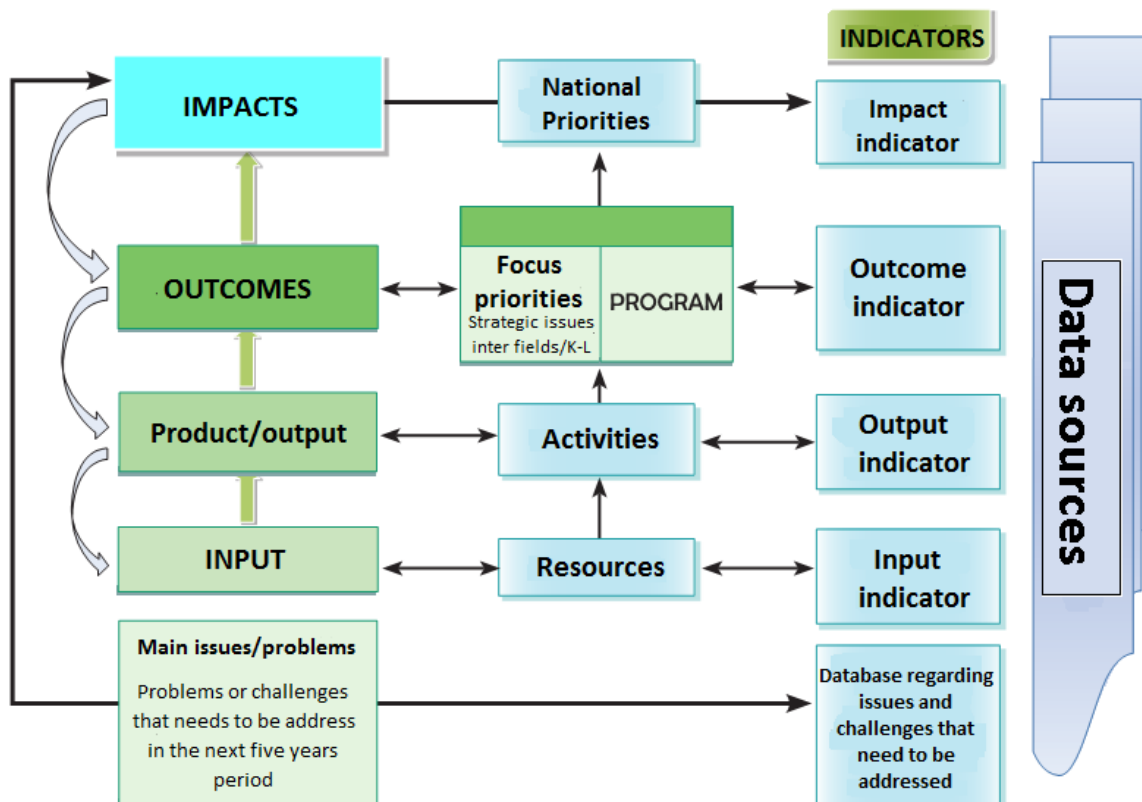 INDICATORS
IMPACTS
National
Priorities
Impact
indicator
OUTCOMES
Focus
priorities
Strategic issues
inter fields/K-L
PROGRAM
Outcome
indicator
Product/output
Activities
Output
indicator
INPUT
Resources
Input
indicator
Main issues/problems
Problems or challenges
that needs to be address
in the next five years
period
Database regarding
issues and
challenges that
need to be
addressed
Data sources